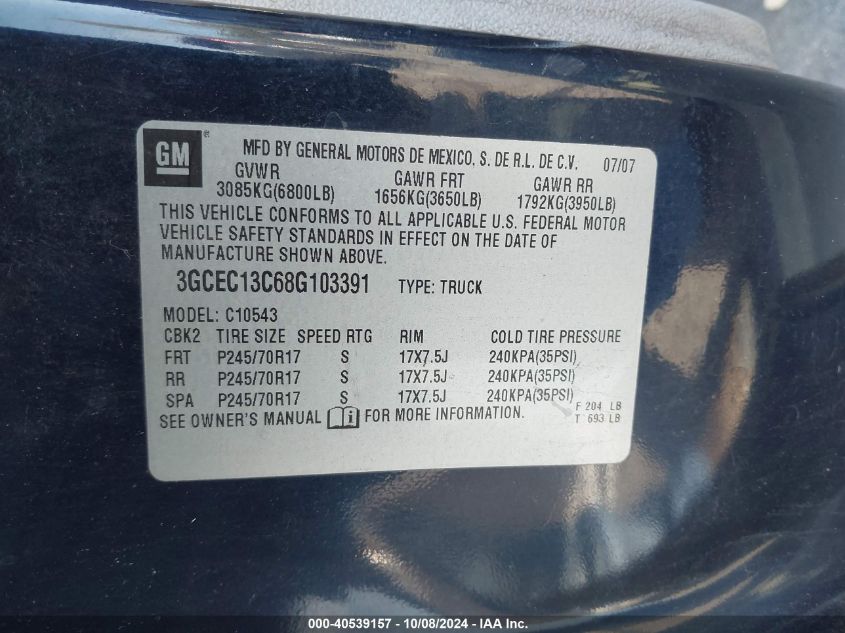 GM ® MFD BY GENERAL MOTORS DE MEXICO, S. DE R.L. DE C.V. 07/07
GVWR GAWR FRT GAWR RR
3085KG(6800LB) 1656KG(3650LB) 1792KG(3950LB)
THIS VEHICLE CONFORMS TO ALL APPLICABLE U.S. FEDERAL MOTOR
VEHICLE SAFETY STANDARDS IN EFFECT ON THE DATE OF
MANUFACTURE SHOWN ABOVE.
3GCEC13C68G103391 TYPE: TRUCK
MODEL: C10543
CBK2 TIRE SIZE SPEED RTG RIM COLD TIRE PRESSURE
FRT P245/70R17 S 17X7.5J 240KPA(35PSI)
RR P245/70R17 S 17X7.5J 240KPA(35PSI)
SPA P245/70R17 S 17X7.5J 240KPA(35PSI)
F 204 LB
SEE OWNER'S MANUAL i FOR MORE INFORMATION. T 693 LB
000-40539157 - 10/08/2024 - IAA Inc.